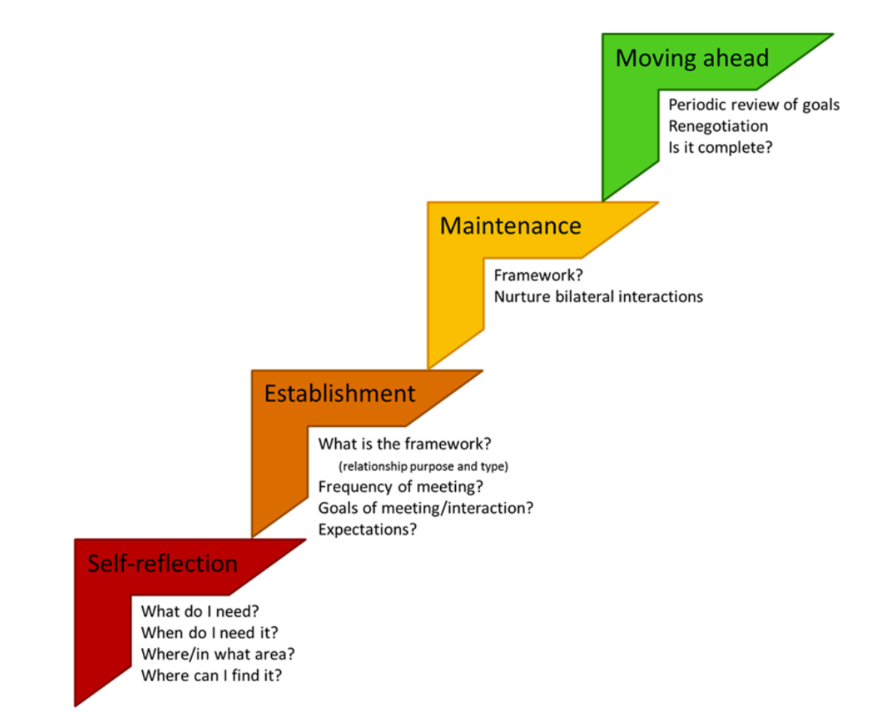 Moving ahead
Periodic review of goals
Renegotiation
Is it complete?
Maintenance
Framework?
Nurture bilateral interactions
Establishment
What is the framework?
(relationship purpose and type)
Frequency of meeting?
Goals of meeting/interaction?
Expectations?
Self-reflection
What do I need?
When do I need it?
Where/in what area?
Where can I find it?